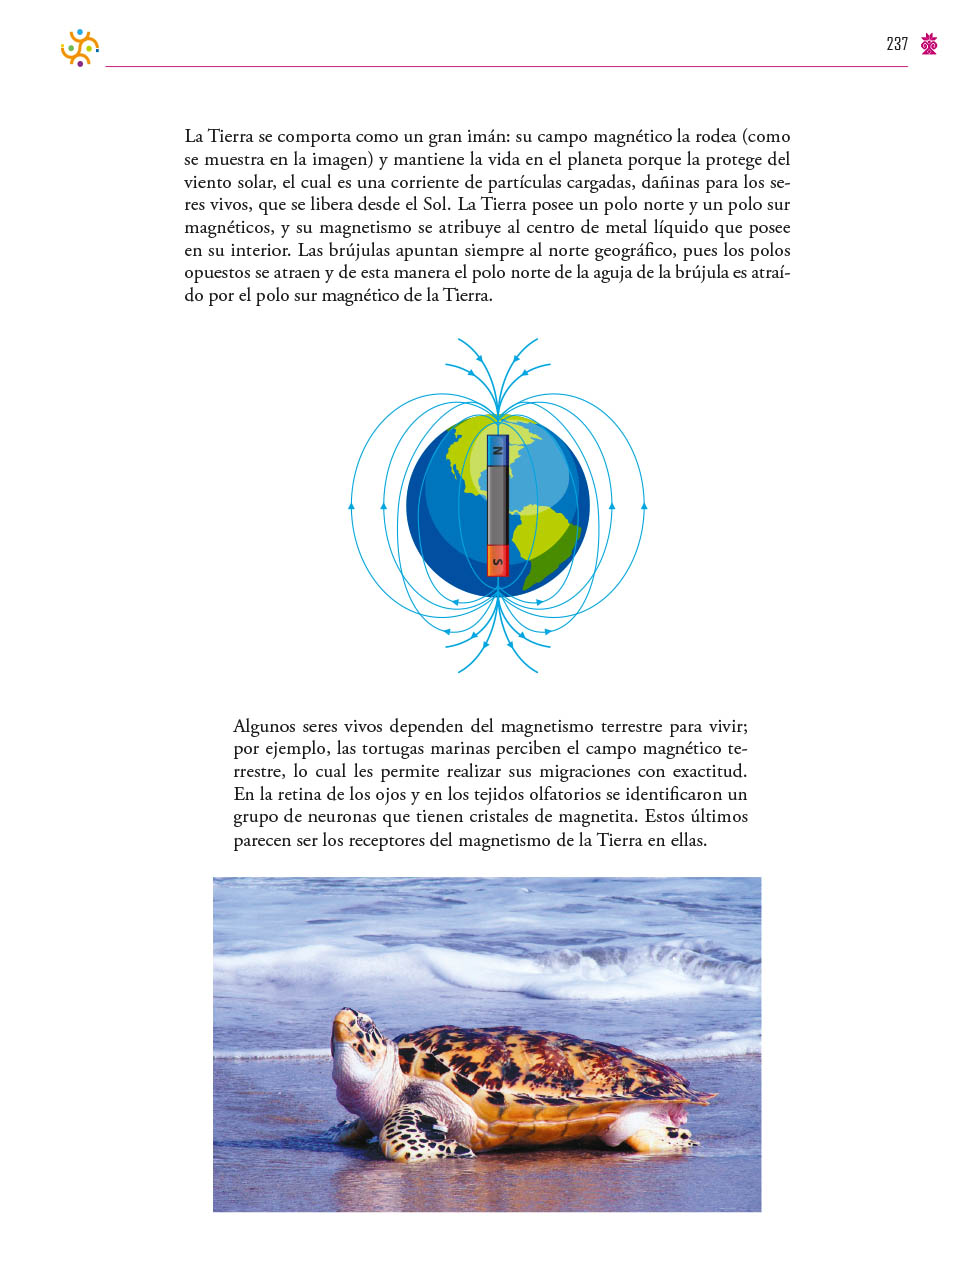 237
La Tierra se comporta como un gran imán: su campo magnético la rodea (como
se muestra en la imagen) y mantiene la vida en el planeta porque la protege del
viento solar, el cual es una corriente de partículas cargadas, dañinas para los se-
res vivos, que se libera desde el Sol. La Tierra posee un polo norte y un polo sur
magnéticos, y su magnetismo se atribuye al centro de metal líquido que posee
en su interior. Las brújulas apuntan siempre al norte geográfico, pues los polos
opuestos se atraen y de esta manera el polo norte de la aguja de la brújula es atraí-
do por el polo sur magnético de la Tierra.
N
S
Algunos seres vivos dependen del magnetismo terrestre para vivir;
por ejemplo, las tortugas marinas perciben el campo magnético te-
rrestre, lo cual les permite realizar sus migraciones con exactitud.
En la retina de los ojos y en los tejidos olfatorios se identificaron un
grupo de neuronas que tienen cristales de magnetita. Estos últimos
parecen ser los receptores del magnetismo de la Tierra en ellas.